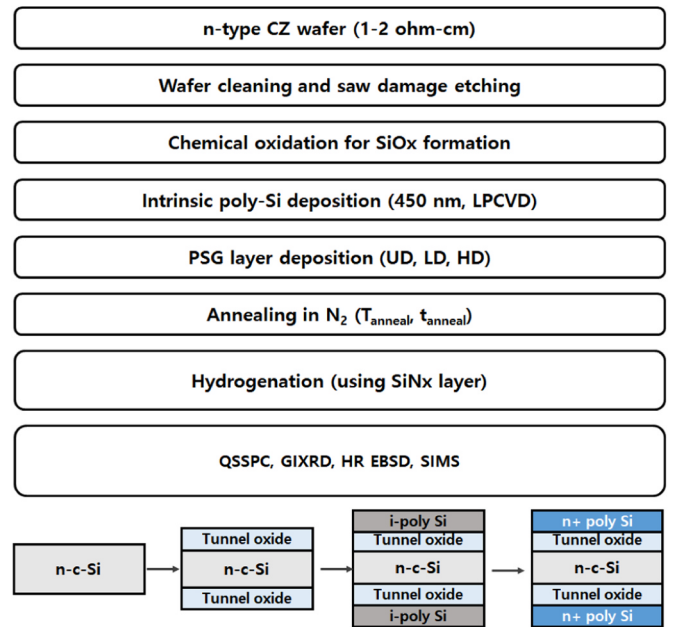 n-type CZ wafer (1-2 ohm-cm)
Wafer cleaning and saw damage etching
Chemical oxidation for SiOx formation
Intrinsic poly-Si deposition (450 nm, LPCVD)
PSG layer deposition (UD, LD, HD)
Annealing in N₂ (Tanneal, tanneal)
Hydrogenation (using SiNx layer)
QSSPC, GIXRD, HR EBSD, SIMS
n-c-Si
Tunnel oxide
n-c-Si
Tunnel oxide
i-poly Si
Tunnel oxide
n-c-Si
Tunnel oxide
i-poly Si
n+ poly Si
Tunnel oxide
n-c-Si
Tunnel oxide
n+ poly Si